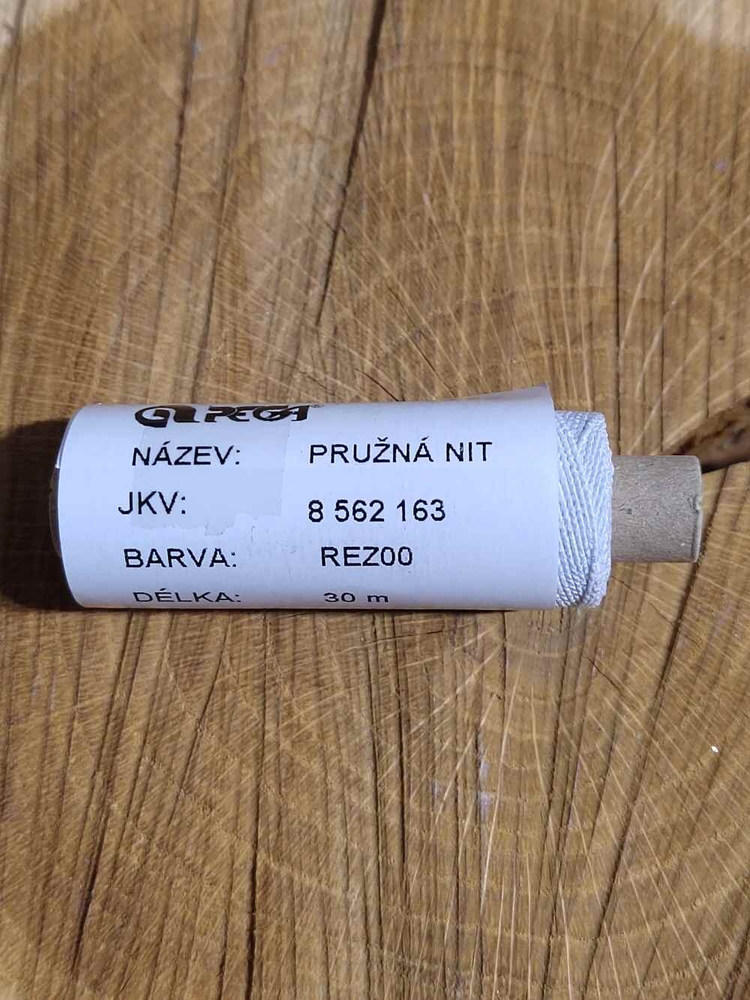 PEGA
NÁZEV: PRUŽNÁ NIT
JKV: 8 562 163
BARVA: REZ00
DÉLKA: 30 m